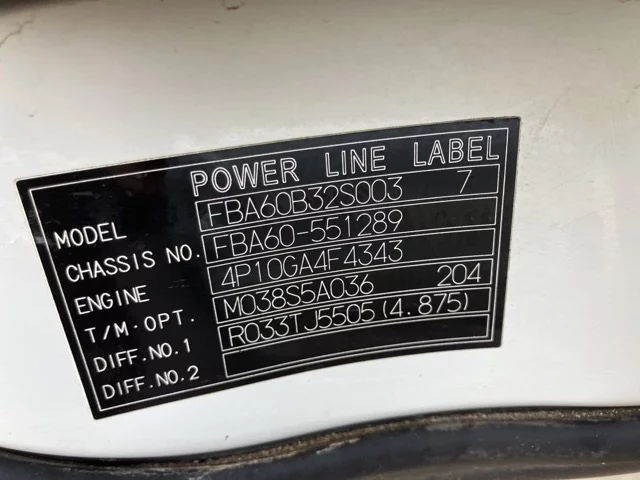 POWER LINE LABEL
MODEL FBA60B32S003 7
CHASSIS NO. FBA60-551289
ENGINE 4P10GA4F4343
T/M·OPT. M038S5A036 204
DIFF.NO.1 R033TJ5505(4.875)
DIFF.NO.2